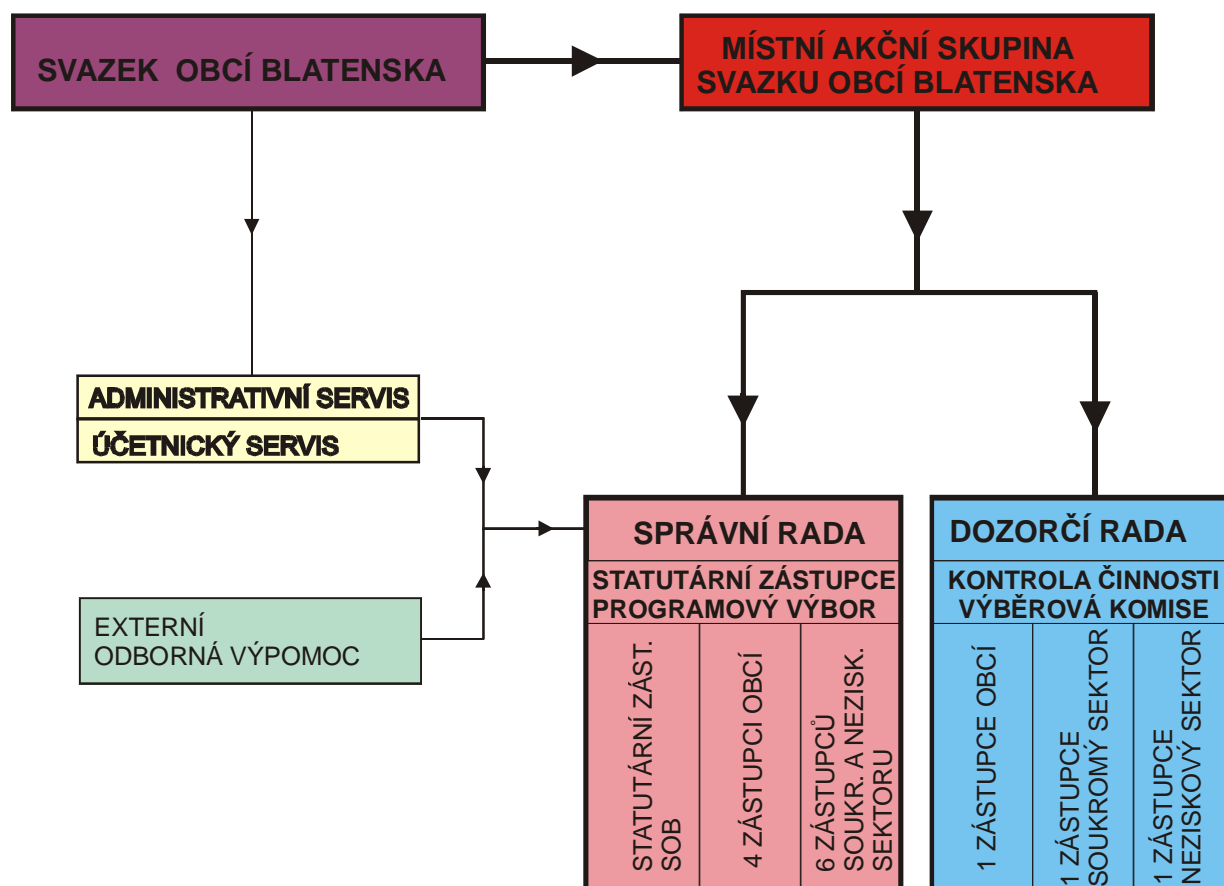 SVAZEK OBCÍ BLATENSKA
MÍSTNÍ AKČNÍ SKUPINA
SVAZKU OBCÍ BLATENSKA
ADMINISTRATIVNÍ SERVIS
ÚČETNICKÝ SERVIS
EXTERNÍ
ODBORNÁ VÝPOMOC
SPRÁVNÍ RADA
STATUTÁRNÍ ZÁSTUPCE
PROGRAMOVÝ VÝBOR
STATUTÁRNÍ ZÁST.
SOB
4 ZÁSTUPCI OBCÍ
6 ZÁSTUPCŮ
SOUKR. A NEZISK.
SEKTORU
DOZORČÍ RADA
KONTROLA ČINNOSTI
VÝBĚROVÁ KOMISE
1 ZÁSTUPCE OBCÍ
1 ZÁSTUPCE
SOUKROMÝ SEKTOR
1 ZÁSTUPCE
NEZISKOVÝ SEKTOR